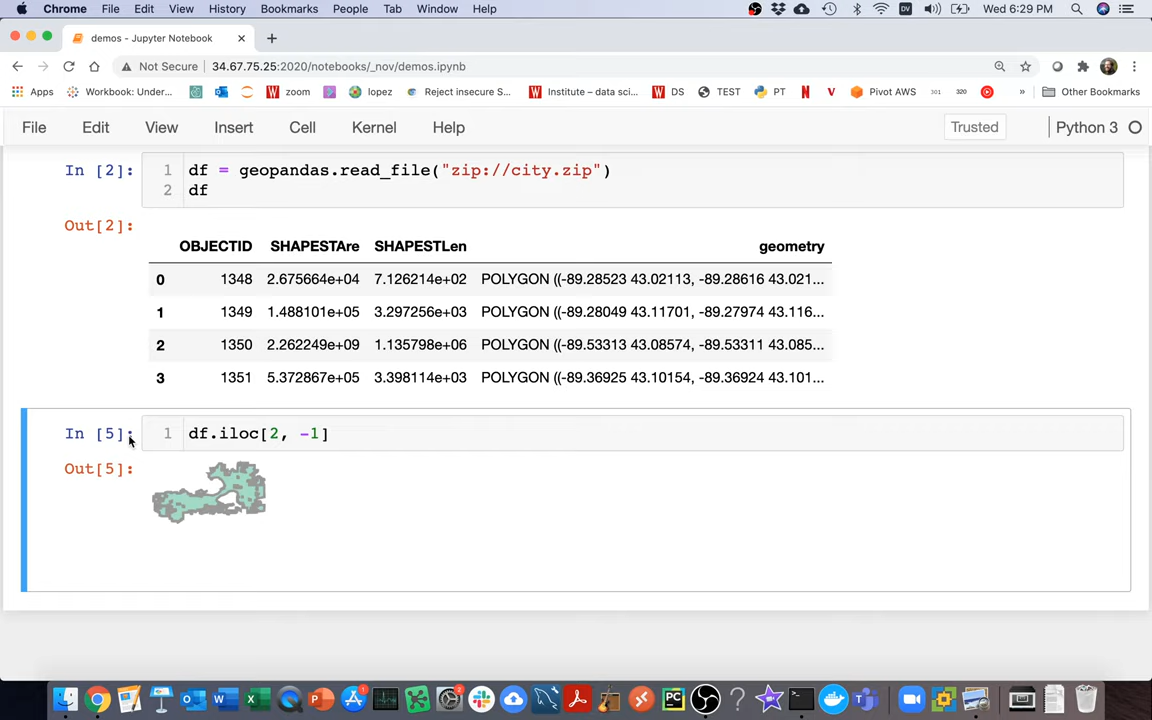 Chrome File Edit View History Bookmarks People Tab Window Help DV Wed 6:29 PM
demos - Jupyter Notebook
Not Secure 34.67.75.25:2020/notebooks/_nov/demos.ipynb
Apps Workbook: Under... zoom lopez Reject insecure S... Institute – data sci... DS TEST PT Pivot AWS 301 320 » Other Bookmarks
File Edit View Insert Cell Kernel Help Trusted Python 3
In [2]: 1 df = geopandas.read_file("zip://city.zip")
2 df
Out[2]:
OBJECTID SHAPESTAre SHAPESTLen geometry
0 1348 2.675664e+04 7.126214e+02 POLYGON ((-89.28523 43.02113, -89.28616 43.021...
1 1349 1.488101e+05 3.297256e+03 POLYGON ((-89.28049 43.11701, -89.27974 43.116...
2 1350 2.262249e+09 1.135798e+06 POLYGON ((-89.53313 43.08574, -89.53311 43.085...
3 1351 5.372867e+05 3.398114e+03 POLYGON ((-89.36925 43.10154, -89.36924 43.101...
In [5]: 1 df.iloc[2, -1]
Out[5]: